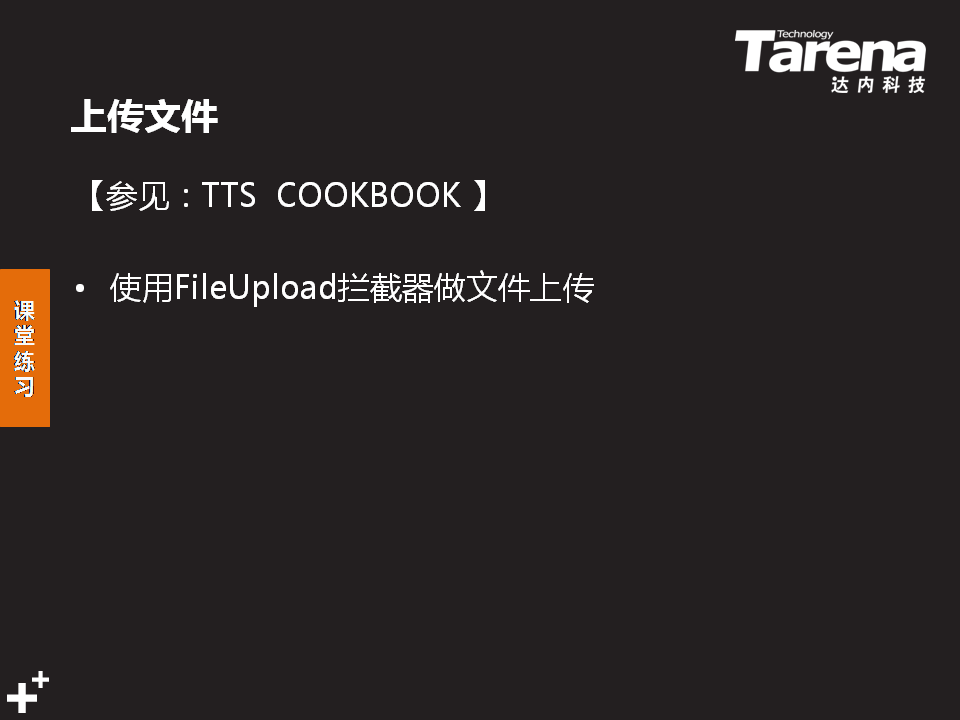 Technology
Tarena
达内科技
上传文件
【参见：TTS COOKBOOK 】
• 使用FileUpload拦截器做文件上传
课
堂
练
习